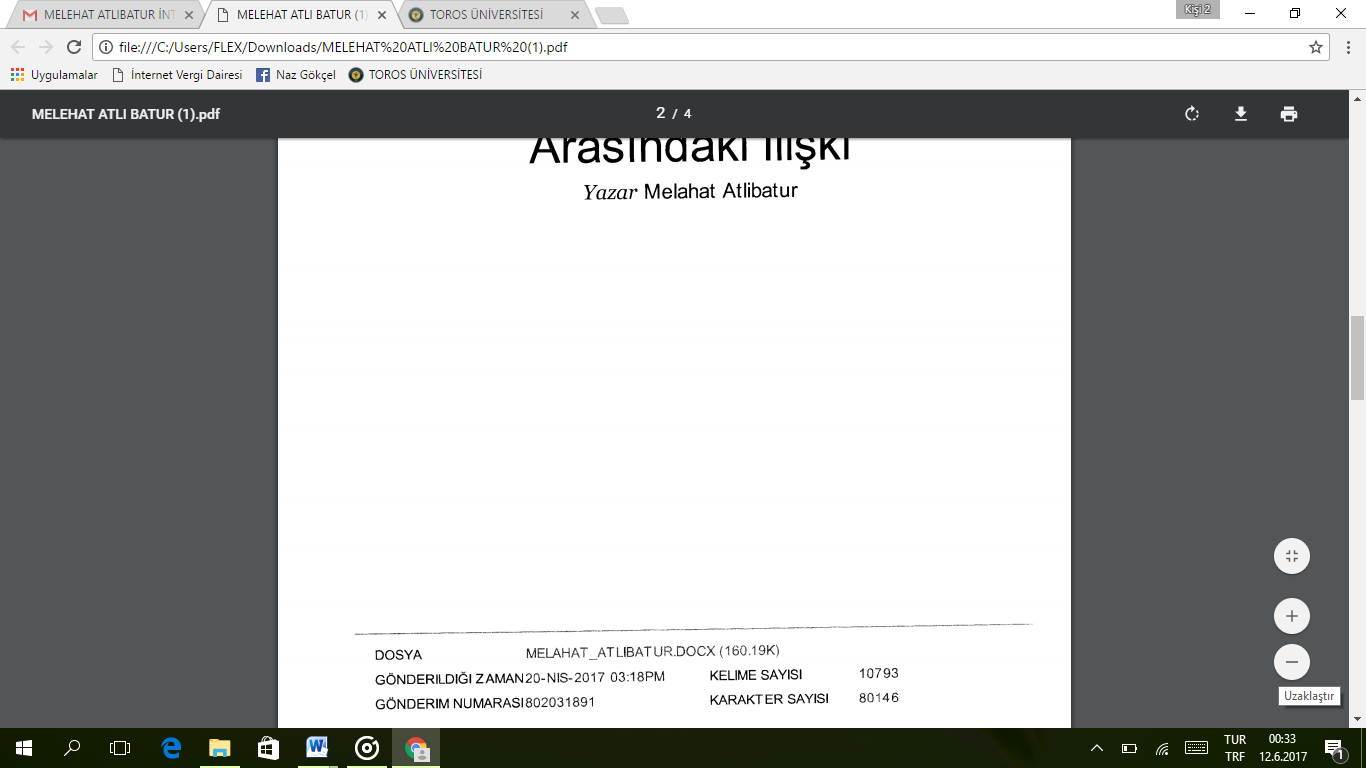 MELEHAT ATLIBATUR İNT
MELEHAT ATLI BATUR (1)
TOROS ÜNİVERSİTESİ
Kişi 2
file:///C:/Users/FLEX/Downloads/MELEHAT%20ATLI%20BATUR%20(1).pdf
Uygulamalar
İnternet Vergi Dairesi
Naz Gökçel
TOROS ÜNİVERSİTESİ
MELEHAT ATLI BATUR (1).pdf
2 / 4
Arasındaki İlişki
Yazar Melahat Atlibatur
DOSYA MELAHAT_ATLIBATUR.DOCX (160.19K)
GÖNDERILDIĞI ZAMAN 20-NIS-2017 03:18PM KELIME SAYISI 10793
GÖNDERIM NUMARASI 802031891 KARAKTER SAYISI 80146
Uzaklaştır
TUR 00:33
TRF 12.6.2017
1